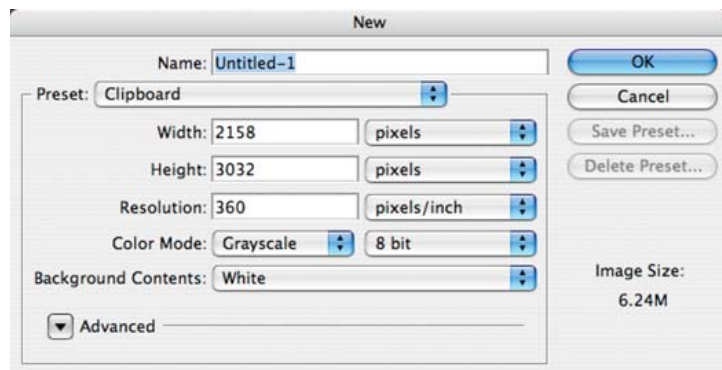 New
Name: Untitled-1
OK
Preset: Clipboard
Cancel
Width: 2158 pixels
Save Preset...
Height: 3032 pixels
Delete Preset...
Resolution: 360 pixels/inch
Color Mode: Grayscale 8 bit
Background Contents: White
Image Size:
6.24M
Advanced